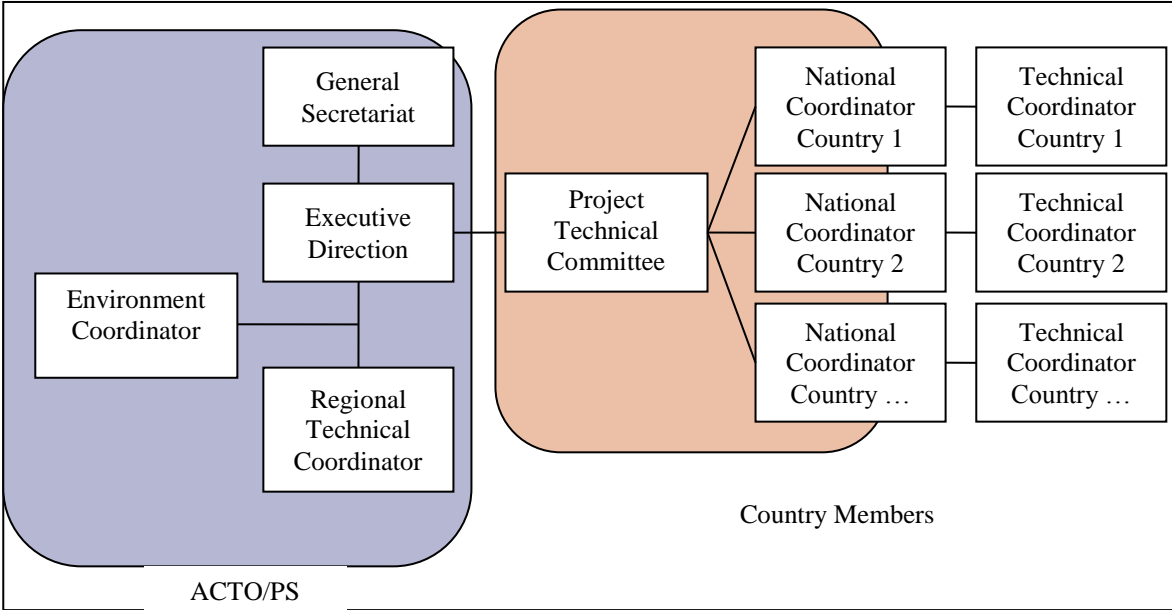 General
Secretariat
Executive
Direction
Environment
Coordinator
Regional
Technical
Coordinator
Project
Technical
Committee
National
Coordinator
Country 1
Technical
Coordinator
Country 1
National
Coordinator
Country 2
Technical
Coordinator
Country 2
National
Coordinator
Country …
Technical
Coordinator
Country …
Country Members
ACTO/PS